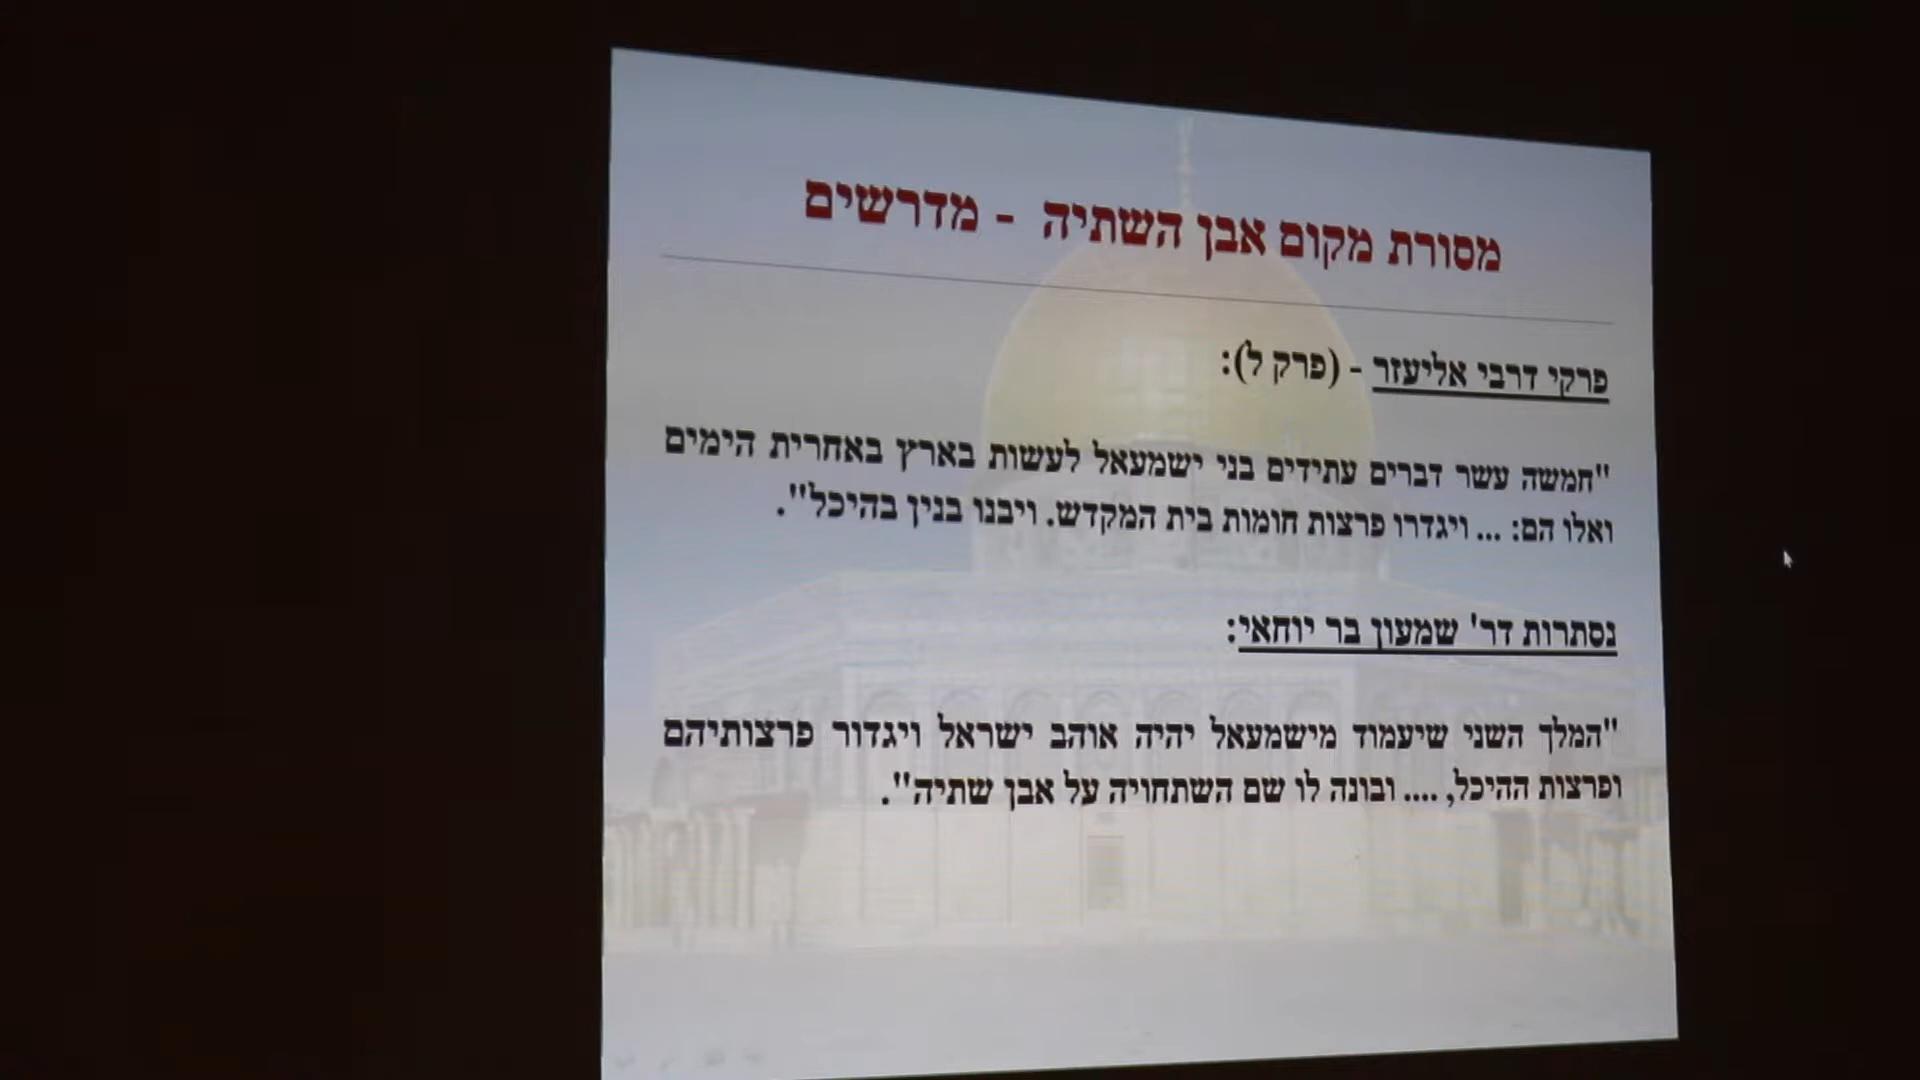 מסורת מקום אבן השתיה - מדרשים
פרקי דרבי אליעזר - (פרק ל):
"חמשה עשר דברים עתידים בני ישמעאל לעשות בארץ באחרית הימים
ואלו הם: ... ויגדרו פרצות חומות בית המקדש. ויבנו בנין בהיכל".
נסתרות דר' שמעון בר יוחאי:
"המלך השני שיעמוד מישמעאל יהיה אוהב ישראל ויגדור פרצותיהם
ופרצות ההיכל, .... ובונה לו שם השתחויה על אבן שתיה".